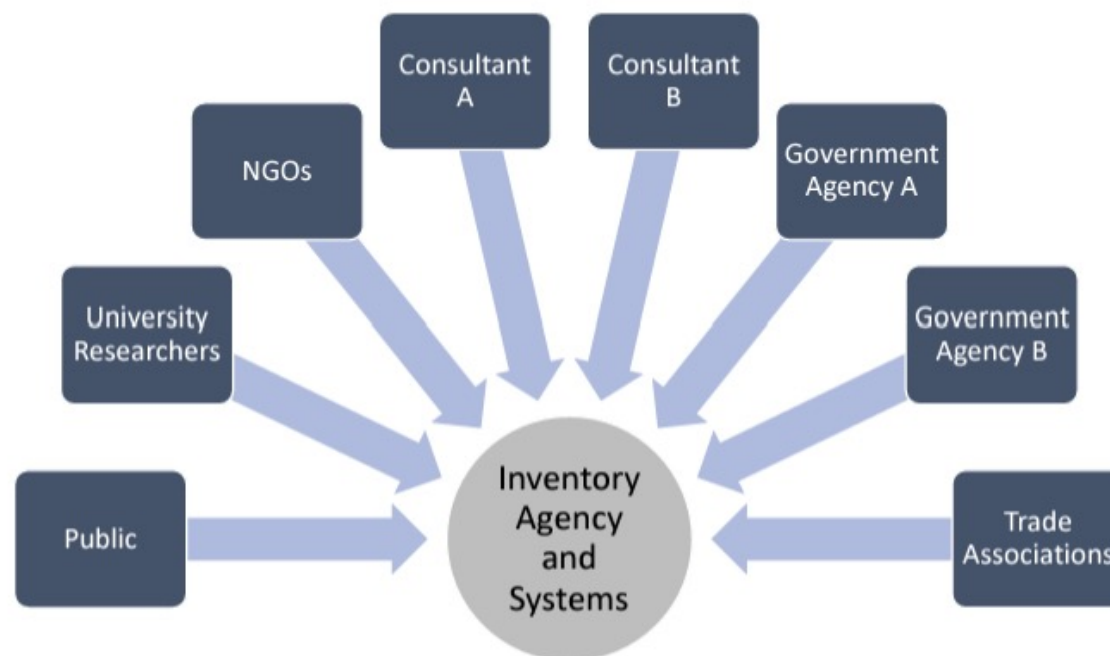 Consultant
A
Consultant
B
NGOs
Government
Agency A
University
Researchers
Government
Agency B
Public
Inventory
Agency
and
Systems
Trade
Associations